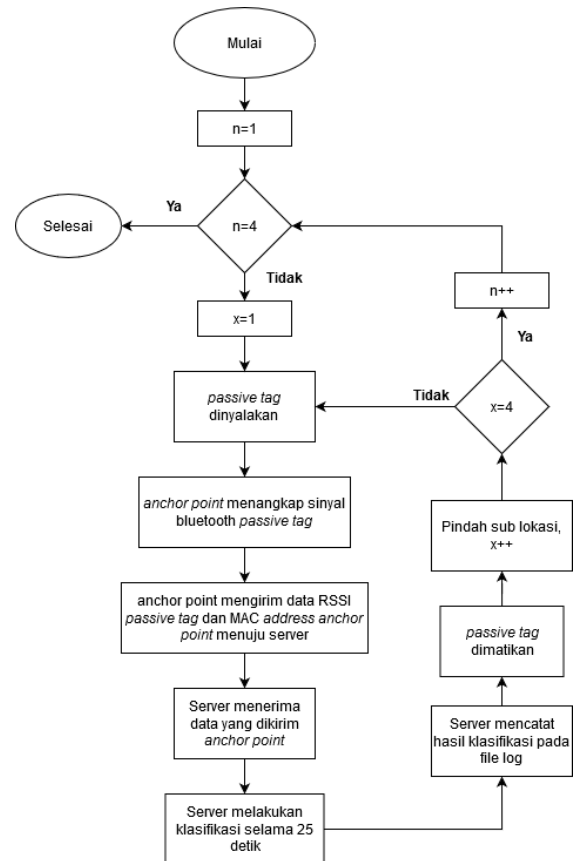 Mulai
n=1
n=4
Ya
Selesai
Tidak
x=1
passive tag
dinyalakan
anchor point menangkap sinyal
bluetooth passive tag
anchor point mengirim data RSSI
passive tag dan MAC address anchor
point menuju server
Server menerima
data yang dikirim
anchor point
Server melakukan
klasifikasi selama 25
detik
Server mencatat
hasil klasifikasi pada
file log
passive tag
dimatikan
Pindah sub lokasi,
x++
x=4
Tidak
Ya
n++